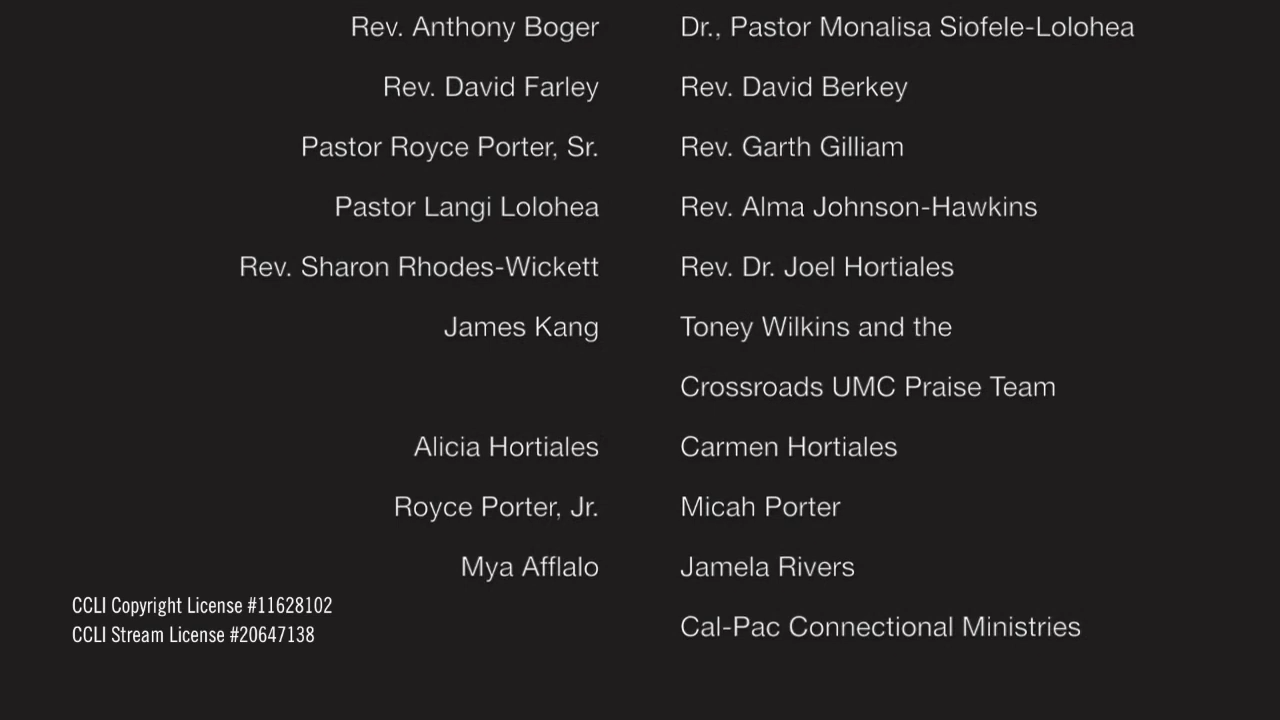 Rev. Anthony Boger Dr., Pastor Monalisa Siofele-Lolohea
Rev. David Farley Rev. David Berkey
Pastor Royce Porter, Sr. Rev. Garth Gilliam
Pastor Langi Lolohea Rev. Alma Johnson-Hawkins
Rev. Sharon Rhodes-Wickett Rev. Dr. Joel Hortiales
James Kang Toney Wilkins and the
Crossroads UMC Praise Team
Alicia Hortiales Carmen Hortiales
Royce Porter, Jr. Micah Porter
Mya Afflalo Jamela Rivers
Cal-Pac Connectional Ministries
CCLI Copyright License #11628102
CCLI Stream License #20647138